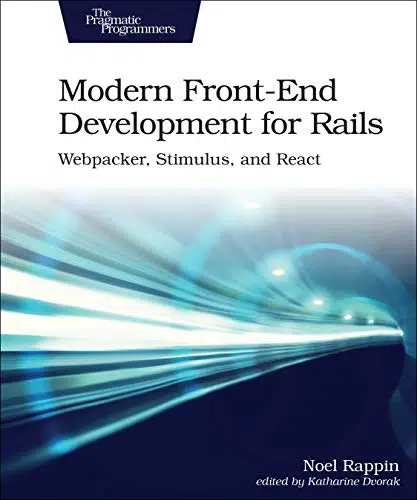 The
Pragmatic
Programmers
Modern Front-End
Development for Rails
Webpacker, Stimulus, and React
Noel Rappin
edited by Katharine Dvorak